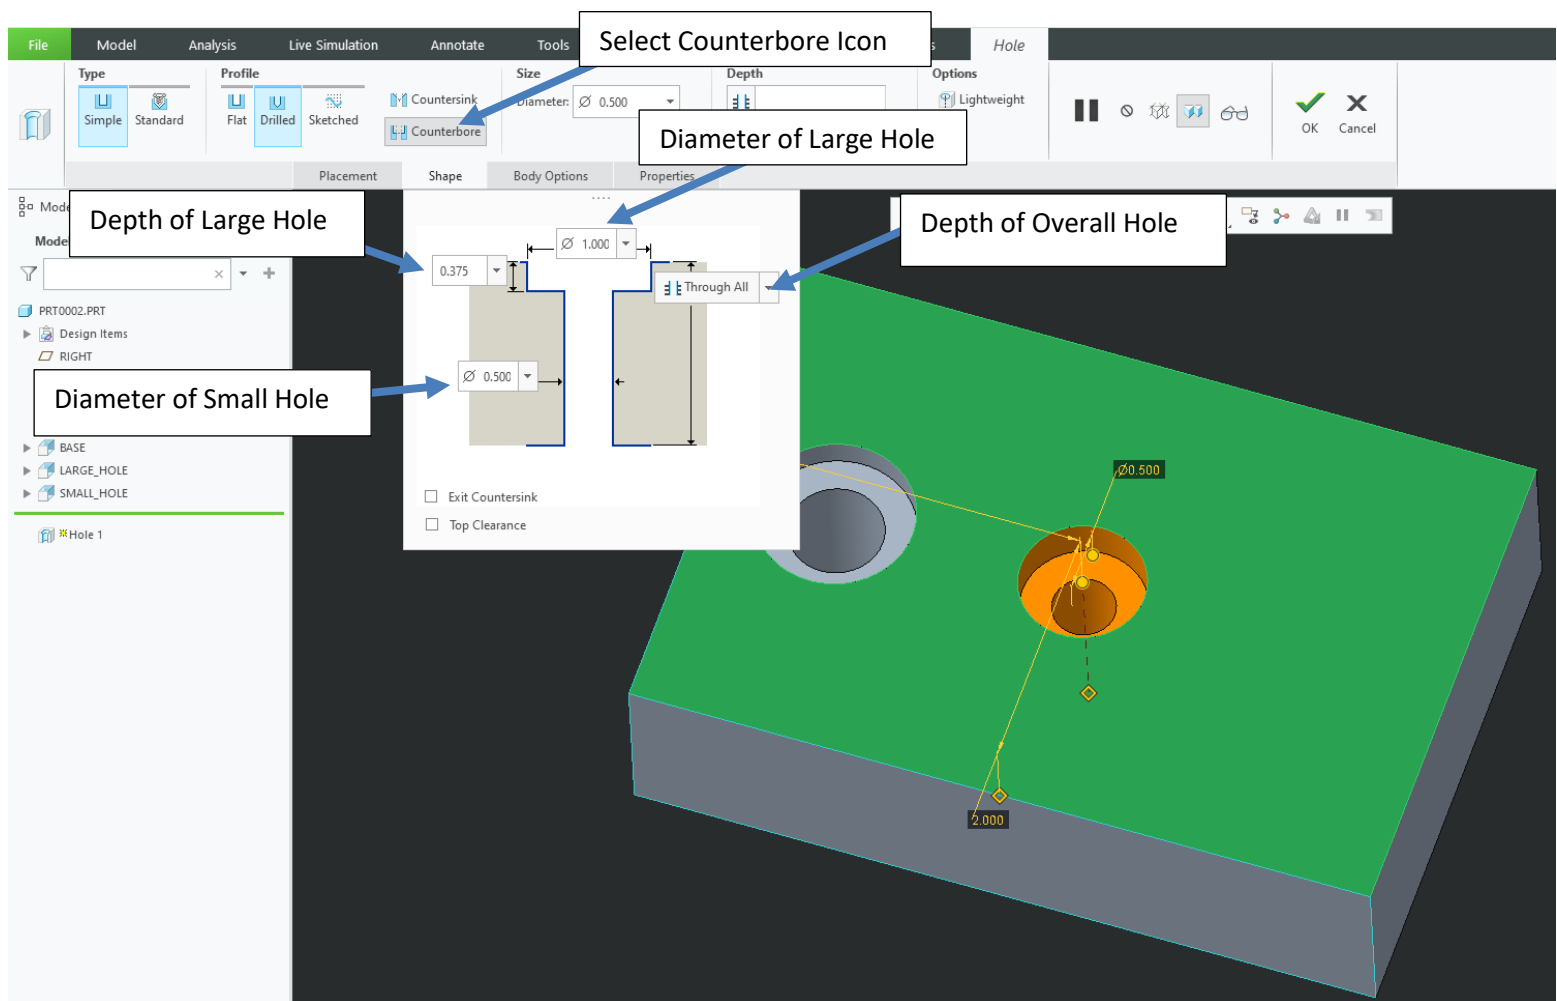 Select Counterbore Icon
File Model Analysis Live Simulation Annotate Tools s Hole
Type Profile Size Depth Options
Simple Standard Flat Drilled Sketched Countersink Diameter: Ø 0.500 Lightweight
Counterbore OK Cancel
Diameter of Large Hole
Placement Shape Body Options Properties
Depth of Large Hole
Depth of Overall Hole
Mode
Mode
Ø 1.000
0.375
Through All
PRT0002.PRT
Design Items
RIGHT
Ø 0.500
Diameter of Small Hole
BASE
LARGE_HOLE
SMALL_HOLE
Hole 1
Exit Countersink
Top Clearance
Ø0.500
2.000